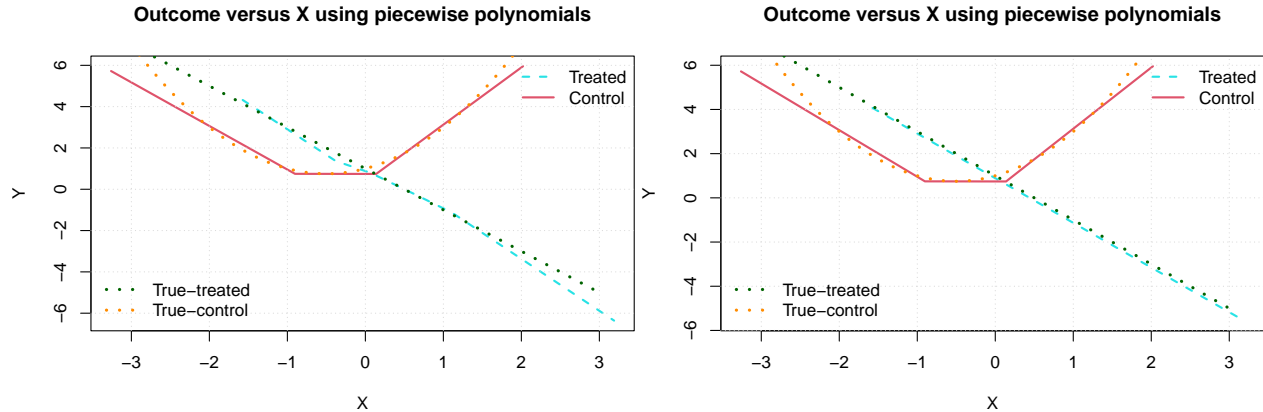 Outcome versus X using piecewise polynomials
6
4
2
0
−2
−4
−6
Y
Treated
Control
True−treated
True−control
−3 −2 −1 0 1 2 3
X
Outcome versus X using piecewise polynomials
6
4
2
0
−2
−4
−6
Y
Treated
Control
True−treated
True−control
−3 −2 −1 0 1 2 3
X